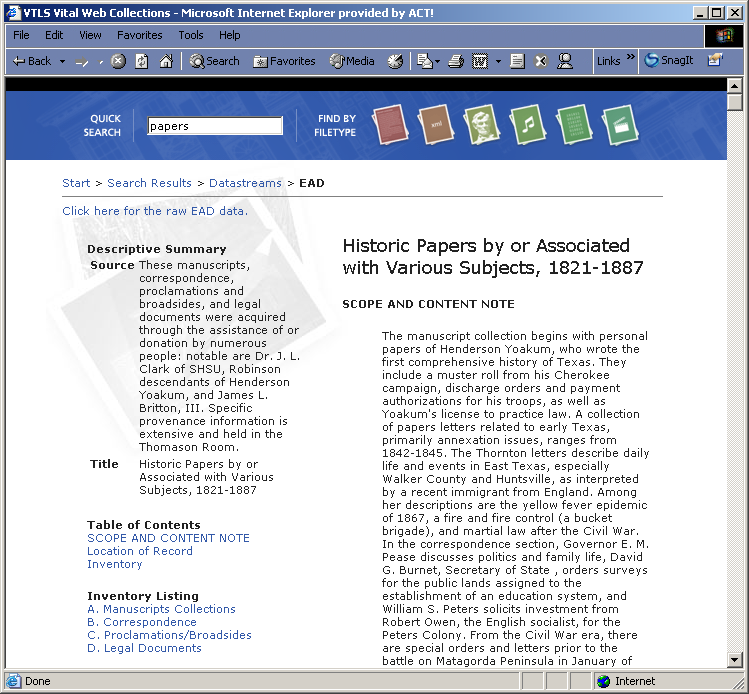 VTLS Vital Web Collections - Microsoft Internet Explorer provided by ACT!
File Edit View Favorites Tools Help
Back Search Favorites Media Links » SnagIt
QUICK SEARCH
papers
FIND BY FILETYPE
xml
Start > Search Results > Datastreams > EAD
Click here for the raw EAD data.
Descriptive Summary
Source These manuscripts,
correspondence,
proclamations and
broadsides, and legal
documents were acquired
through the assistance of or
donation by numerous
people: notable are Dr. J. L.
Clark of SHSU, Robinson
descendants of Henderson
Yoakum, and James L.
Britton, III. Specific
provenance information is
extensive and held in the
Thomason Room.
Title Historic Papers by or
Associated with Various
Subjects, 1821-1887
Table of Contents
SCOPE AND CONTENT NOTE
Location of Record
Inventory
Inventory Listing
A. Manuscripts Collections
B. Correspondence
C. Proclamations/Broadsides
D. Legal Documents
Historic Papers by or Associated
with Various Subjects, 1821-1887
SCOPE AND CONTENT NOTE
The manuscript collection begins with personal
papers of Henderson Yoakum, who wrote the
first comprehensive history of Texas. They
include a muster roll from his Cherokee
campaign, discharge orders and payment
authorizations for his troops, as well as
Yoakum's license to practice law. A collection
of papers letters related to early Texas,
primarily annexation issues, ranges from
1842-1845. The Thornton letters describe daily
life and events in East Texas, especially
Walker County and Huntsville, as interpreted
by a recent immigrant from England. Among
her descriptions are the yellow fever epidemic
of 1867, a fire and fire control (a bucket
brigade), and martial law after the Civil War.
In the correspondence section, Governor E. M.
Pease discusses politics and family life, David
G. Burnet, Secretary of State , orders surveys
for the public lands assigned to the
establishment of an education system, and
William S. Peters solicits investment from
Robert Owen, the English socialist, for the
Peters Colony. From the Civil War era, there
are special orders and letters prior to the
battle on Matagorda Peninsula in January of
Done
Internet